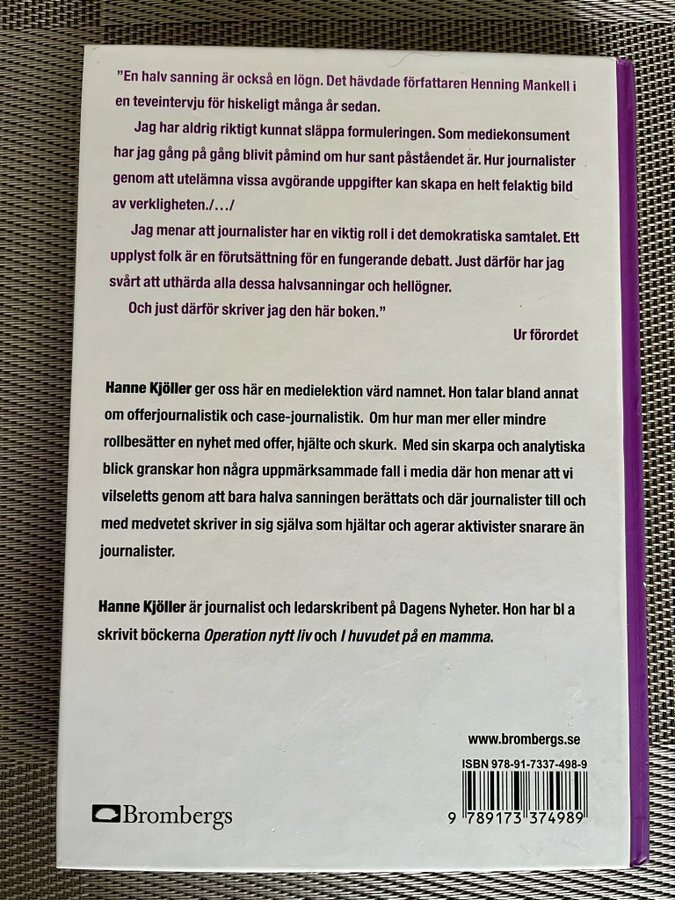 ”En halv sanning är också en lögn. Det hävdade författaren Henning Mankell i
en teveintervju för hiskeligt många år sedan.
Jag har aldrig riktigt kunnat släppa formuleringen. Som mediekonsument
har jag gång på gång blivit påmind om hur sant påståendet är. Hur journalister
genom att utelämna vissa avgörande uppgifter kan skapa en helt felaktig bild
av verkligheten./…/
Jag menar att journalister har en viktig roll i det demokratiska samtalet. Ett
upplyst folk är en förutsättning för en fungerande debatt. Just därför har jag
svårt att uthärda alla dessa halvsanningar och hellögner.
Och just därför skriver jag den här boken.”
Ur förordet
Hanne Kjöller ger oss här en medielektion värd namnet. Hon talar bland annat
om offerjournalistik och case-journalistik. Om hur man mer eller mindre
rollbesätter en nyhet med offer, hjälte och skurk. Med sin skarpa och analytiska
blick granskar hon några uppmärksammade fall i media där hon menar att vi
vilseletts genom att bara halva sanningen berättats och där journalister till och
med medvetet skriver in sig själva som hjältar och agerar aktivister snarare än
journalister.
Hanne Kjöller är journalist och ledarskribent på Dagens Nyheter. Hon har bl a
skrivit böckerna Operation nytt liv och I huvudet på en mamma.
www.brombergs.se
ISBN 978-91-7337-498-9
Brombergs
9 789173 374989